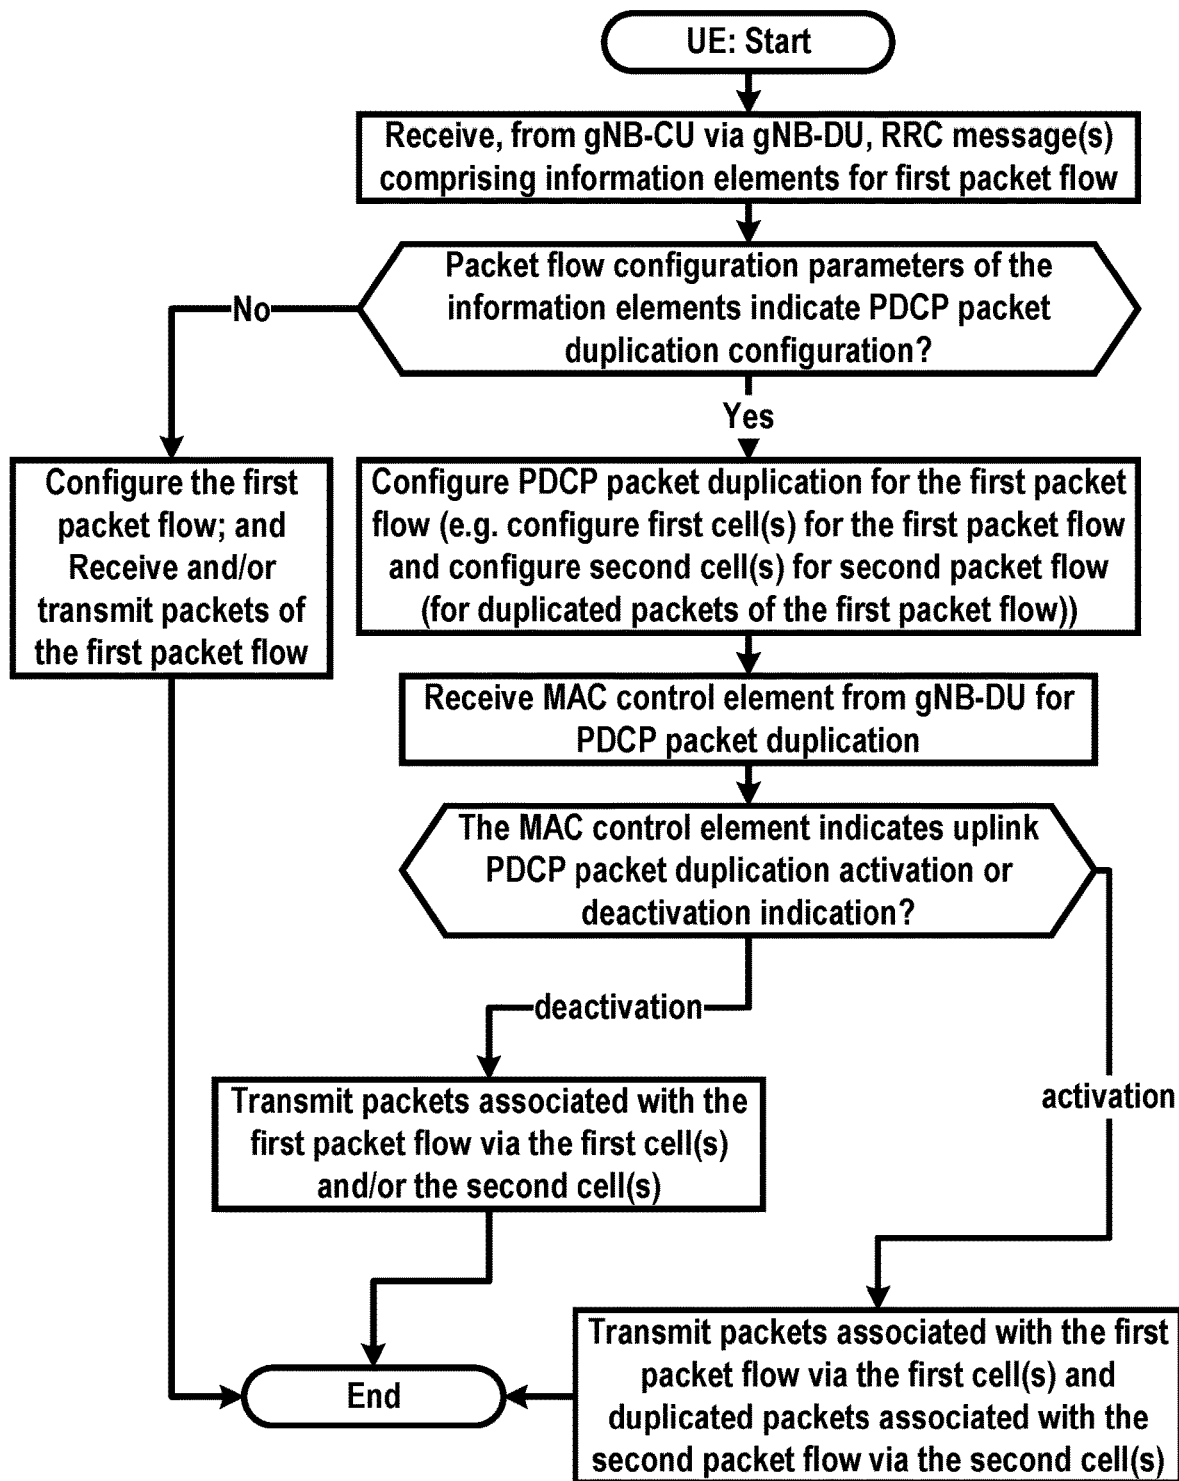 UE: Start
Receive, from gNB-CU via gNB-DU, RRC message(s)
comprising information elements for first packet flow
Packet flow configuration parameters of the
information elements indicate PDCP packet
duplication configuration?
No
Yes
Configure the first
packet flow; and
Receive and/or
transmit packets of
the first packet flow
Configure PDCP packet duplication for the first packet
flow (e.g. configure first cell(s) for the first packet flow
and configure second cell(s) for second packet flow
(for duplicated packets of the first packet flow))
Receive MAC control element from gNB-DU for
PDCP packet duplication
The MAC control element indicates uplink
PDCP packet duplication activation or
deactivation indication?
deactivation
activation
Transmit packets associated with the
first packet flow via the first cell(s)
and/or the second cell(s)
Transmit packets associated with the first
packet flow via the first cell(s) and
duplicated packets associated with the
second packet flow via the second cell(s)
End